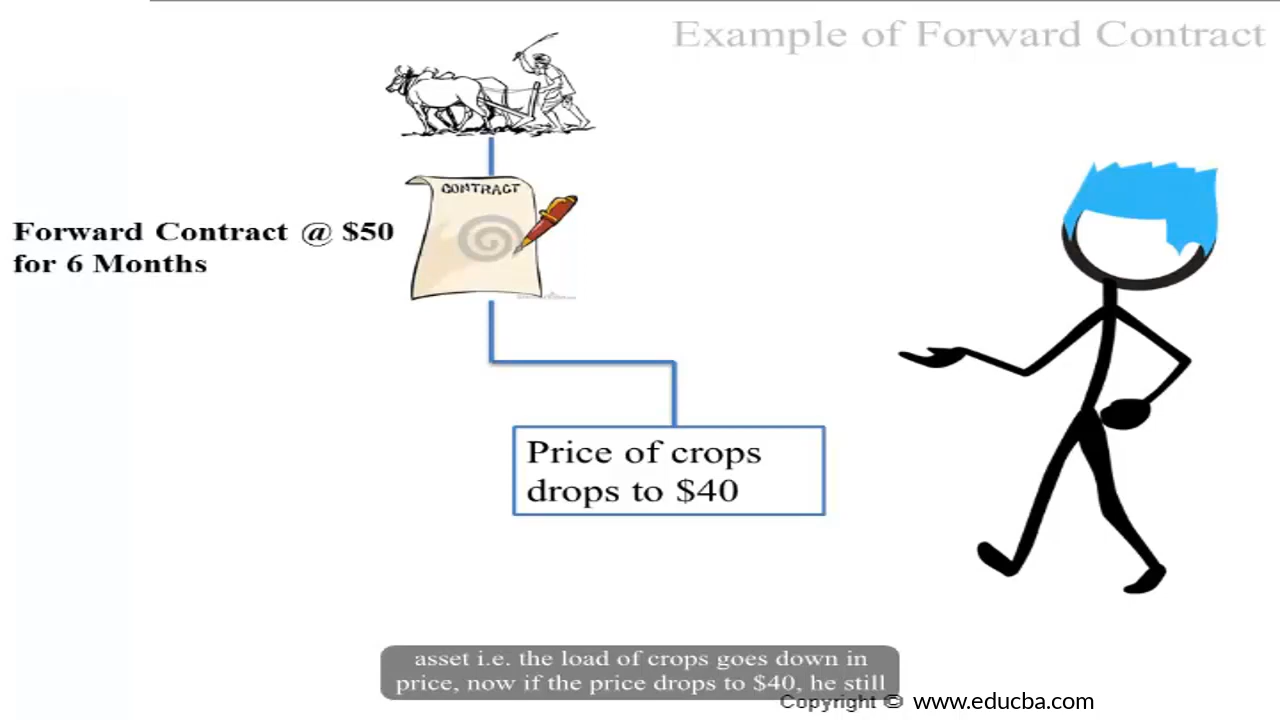 Example of Forward Contract
CONTRACT
Forward Contract @ $50
for 6 Months
Price of crops
drops to $40
asset i.e. the load of crops goes down in
price, now if the price drops to $40, he still
Copyright © www.educba.com